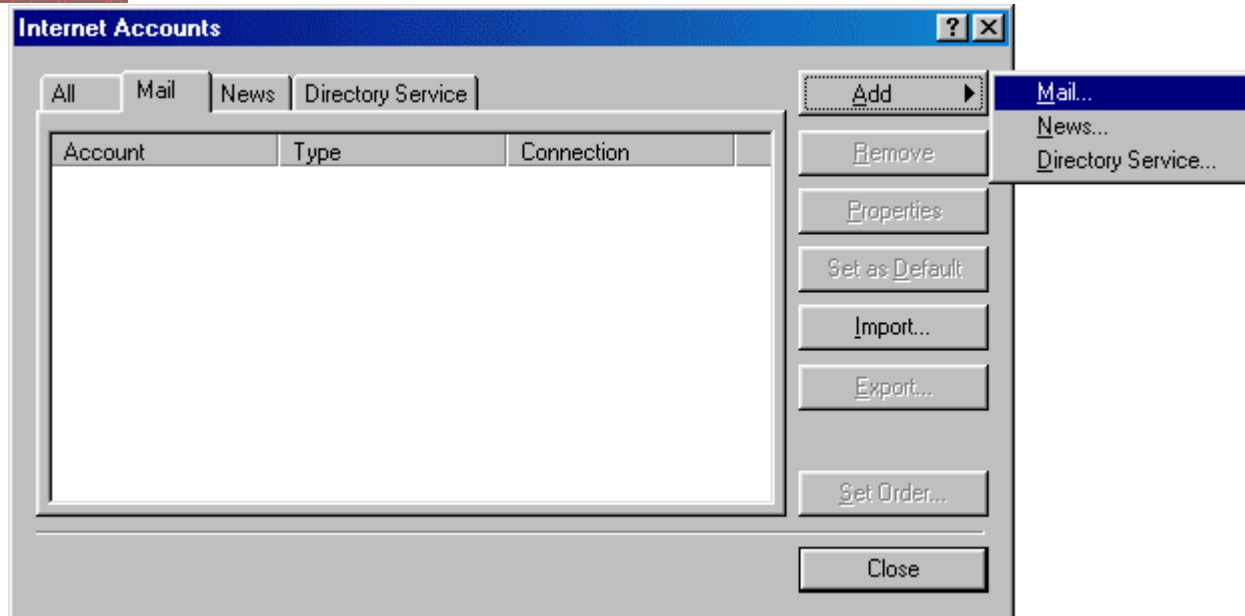 Internet Accounts
All Mail News Directory Service
Account Type Connection
Add
Remove
Properties
Set as Default
Import...
Export...
Set Order...
Close
Mail...
News...
Directory Service...